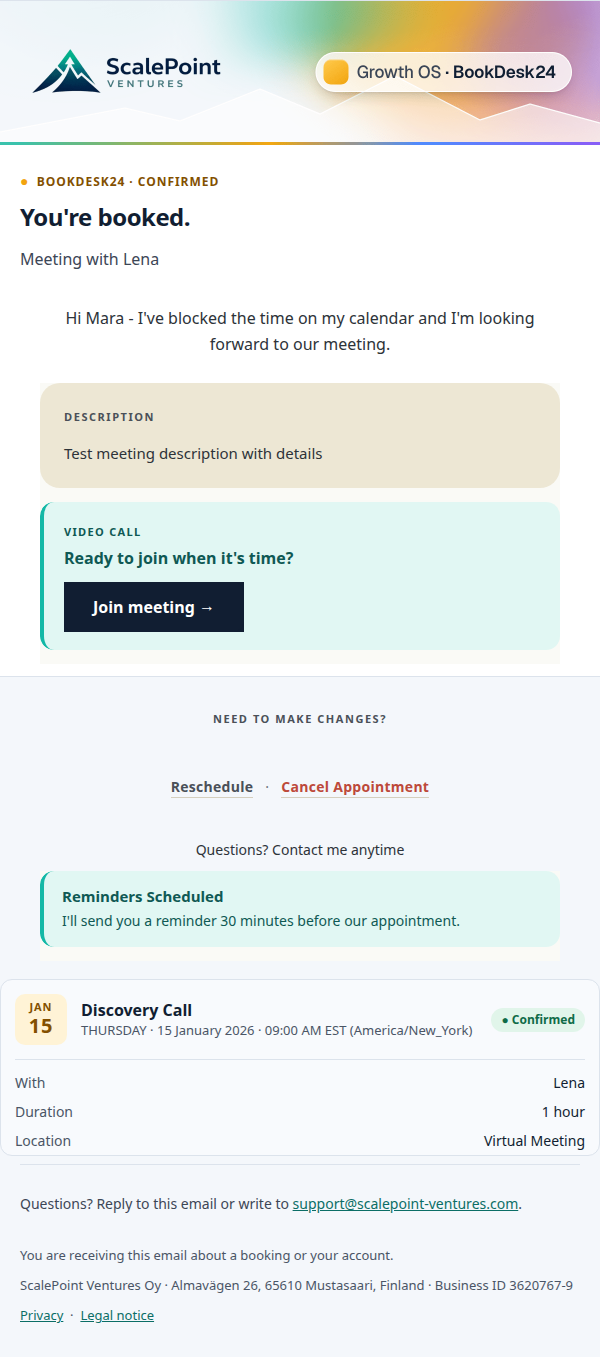 ScalePoint
VENTURES
Growth OS · BookDesk24
• BOOKDESK24 · CONFIRMED
You're booked.
Meeting with Lena
Hi Mara - I've blocked the time on my calendar and I'm looking
forward to our meeting.
DESCRIPTION
Test meeting description with details
VIDEO CALL
Ready to join when it's time?
Join meeting →
NEED TO MAKE CHANGES?
Reschedule · Cancel Appointment
Questions? Contact me anytime
Reminders Scheduled
I'll send you a reminder 30 minutes before our appointment.
JAN
15
Discovery Call
THURSDAY · 15 January 2026 · 09:00 AM EST (America/New_York)
● Confirmed
With Lena
Duration 1 hour
Location Virtual Meeting
Questions? Reply to this email or write to support@scalepoint-ventures.com.
You are receiving this email about a booking or your account.
ScalePoint Ventures Oy · Almavägen 26, 65610 Mustasaari, Finland · Business ID 3620767-9
Privacy · Legal notice